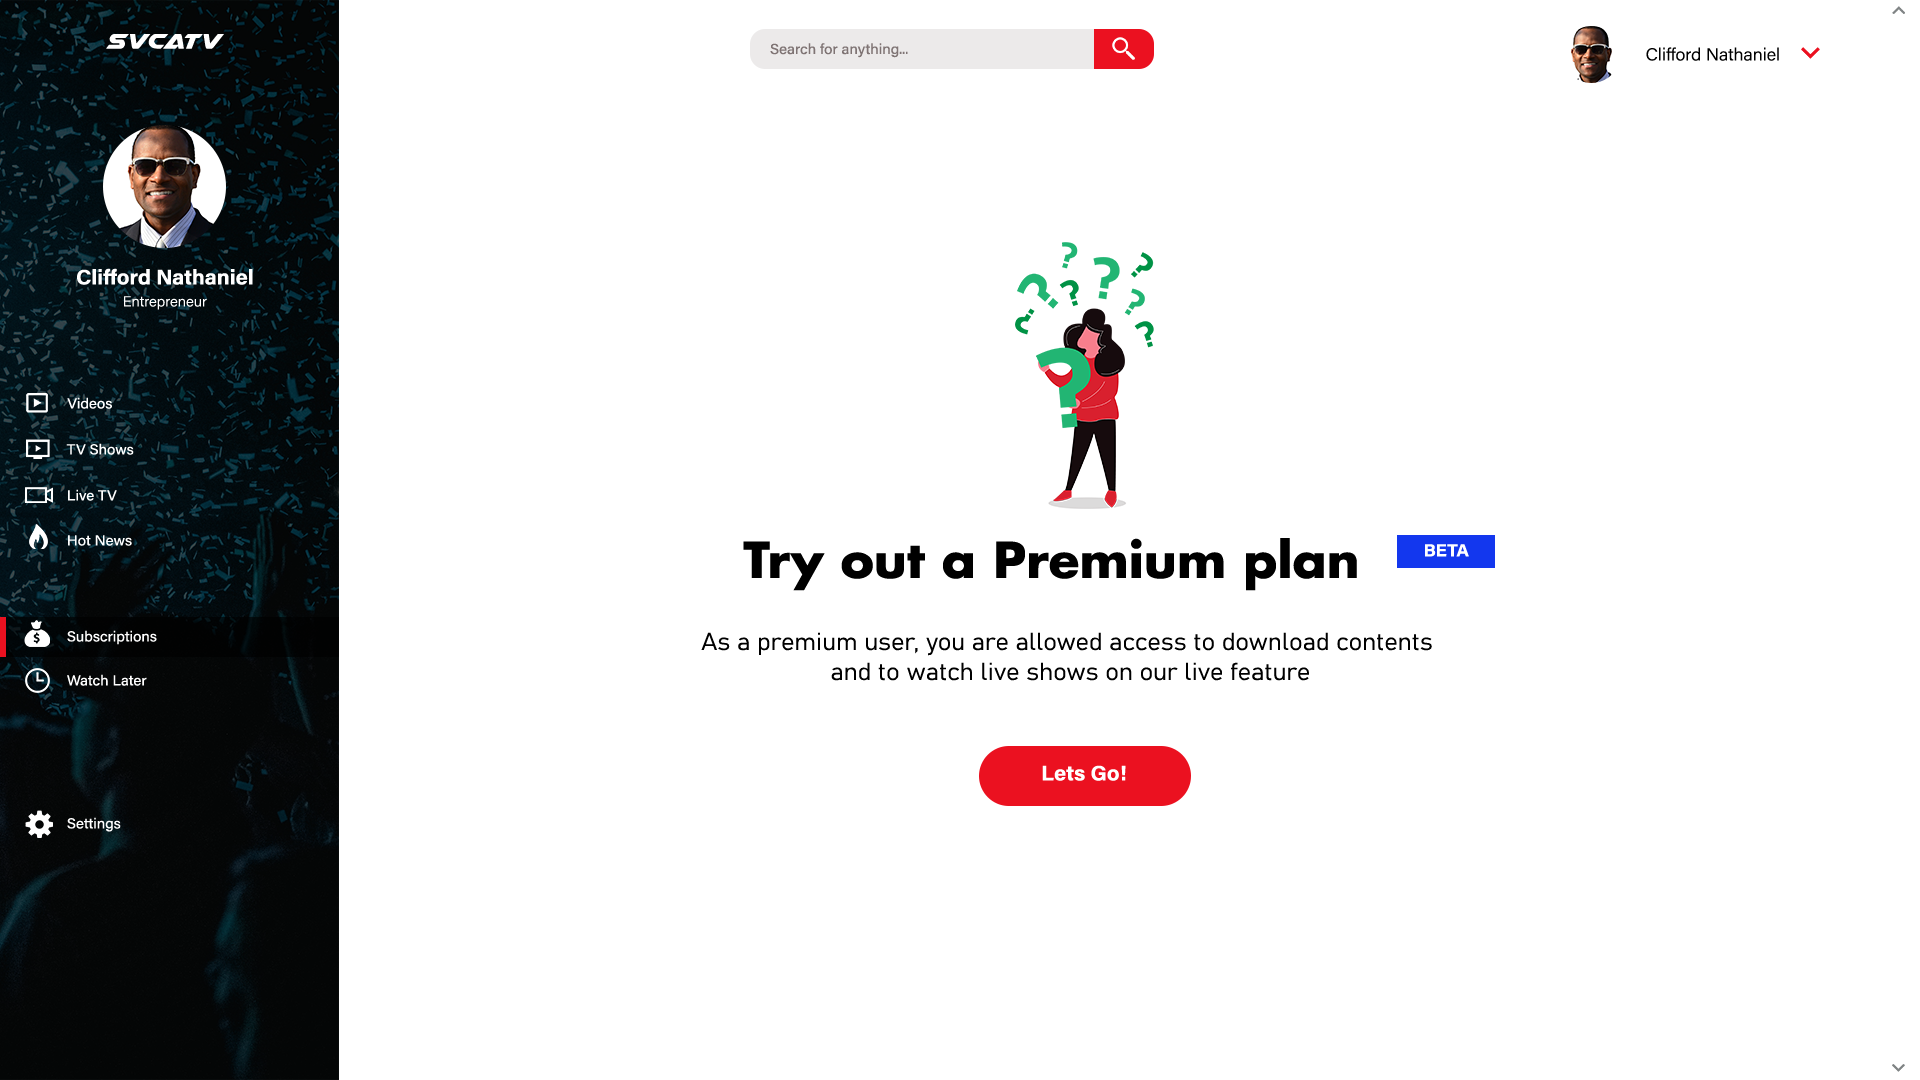 SVCATV
Search for anything...
Clifford Nathaniel
Clifford Nathaniel
Entrepreneur
Videos
TV Shows
Live TV
Hot News
Subscriptions
Watch Later
Settings
? ? ? ? ? ? ? ?
?
Try out a Premium plan
BETA
As a premium user, you are allowed access to download contents
and to watch live shows on our live feature
Lets Go!